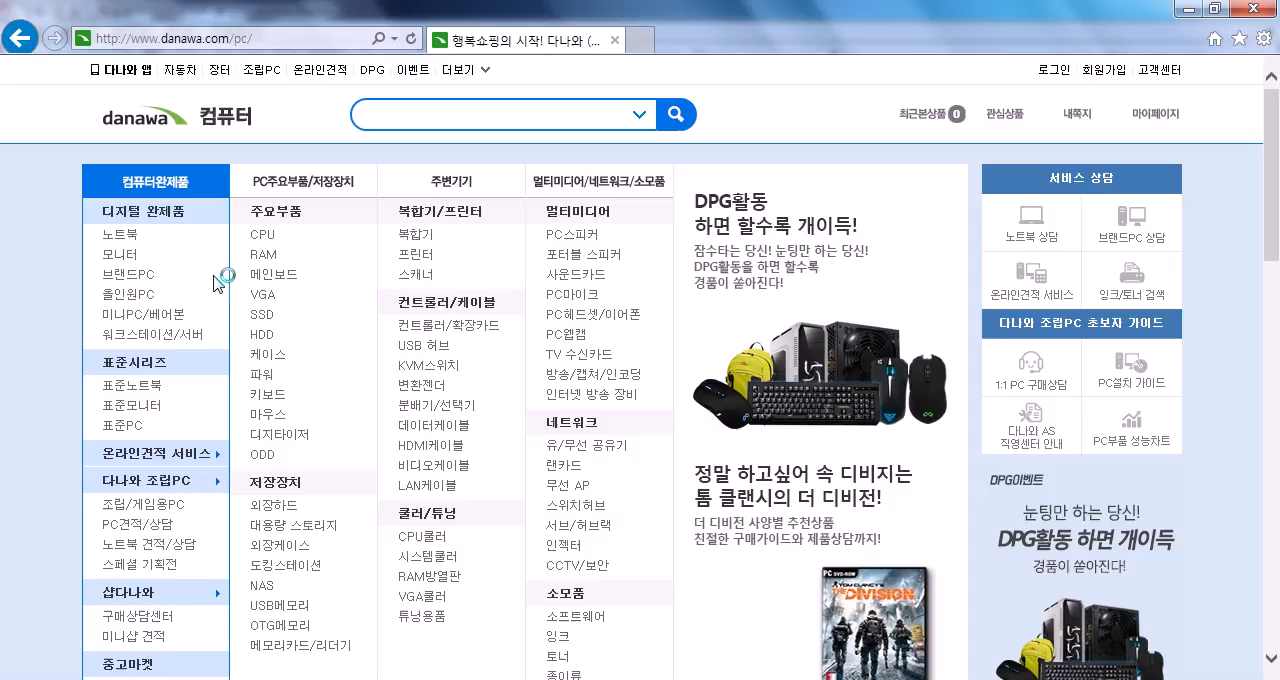 http://www.danawa.com/pc/
행복쇼핑의 시작! 다나와 (...
다나와 앱 자동차 장터 조립PC 온라인견적 DPG 이벤트 더보기
로그인 회원가입 고객센터
danawa 컴퓨터
최근본상품 0 관심상품 내쪽지 마이페이지
컴퓨터완제품
디지털 완제품
노트북
모니터
브랜드PC
올인원PC
미니PC/베어본
워크스테이션/서버
표준시리즈
표준노트북
표준모니터
표준PC
온라인견적 서비스
다나와 조립PC
조립/게임용PC
PC견적/상담
노트북 견적/상담
스페셜 기획전
샵다나와
구매상담센터
미니샵 견적
중고마켓
PC주요부품/저장장치
주요부품
CPU
RAM
메인보드
VGA
SSD
HDD
케이스
파워
키보드
마우스
디지타이저
ODD
저장장치
외장하드
대용량 스토리지
외장케이스
도킹스테이션
NAS
USB메모리
OTG메모리
메모리카드/리더기
주변기기
복합기/프린터
복합기
프린터
스캐너
컨트롤러/케이블
컨트롤러/확장카드
USB 허브
KVM스위치
변환젠더
분배기/선택기
데이터케이블
HDMI케이블
비디오케이블
LAN케이블
쿨러/튜닝
CPU쿨러
시스템쿨러
RAM방열판
VGA쿨러
튜닝용품
멀티미디어/네트워크/소모품
멀티미디어
PC스피커
포터블 스피커
사운드카드
PC마이크
PC헤드셋/이어폰
PC웹캠
TV 수신카드
방송/캡쳐/인코딩
인터넷 방송 장비
네트워크
유/무선 공유기
랜카드
무선 AP
스위치허브
서브/허브랙
인젝터
CCTV/보안
소모품
소프트웨어
잉크
토너
DPG활동
하면 할수록 개이득!
잠수타는 당신! 눈팅만 하는 당신!
DPG활동을 하면 할수록
경품이 쏟아진다!
정말 하고싶어 속 디비지는
톰 클랜시의 더 디비전!
더 디비전 사양별 추천상품
친절한 구매가이드와 제품상담까지!
PC DVD-ROM
TOM CLANCY'S
THE DIVISION
서비스 상담
노트북 상담 브랜드PC 상담
온라인견적 서비스 잉크/토너 검색
다나와 조립PC 초보자 가이드
1:1 PC 구매상담 PC설치 가이드
다나와 AS
직영센터 안내
PC부품 성능차트
DPG이벤트
눈팅만 하는 당신!
DPG활동 하면 개이득
경품이 쏟아진다!